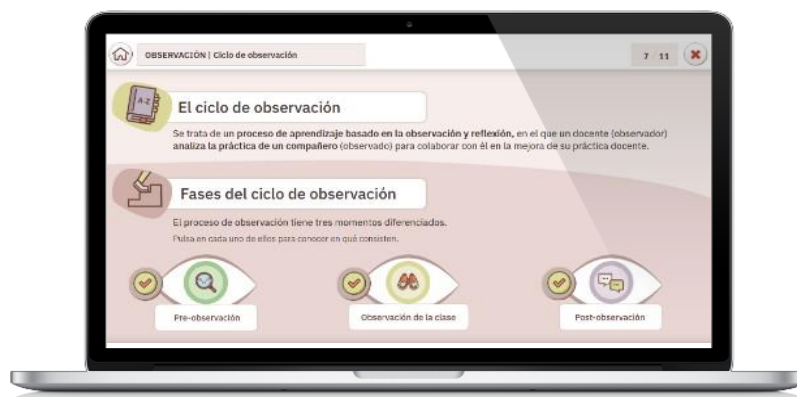 OBSERVACIÓN | Ciclo de observación
7 11
A-Z
El ciclo de observación
Se trata de un proceso de aprendizaje basado en la observación y reflexión, en el que un docente (observador)
analiza la práctica de un compañero (observado) para colaborar con él en la mejora de su práctica docente.
Fases del ciclo de observación
El proceso de observación tiene tres momentos diferenciados.
Pulsa en cada uno de ellos para conocer en qué consisten.
Pre-observación
Observación de la clase
Post-observación